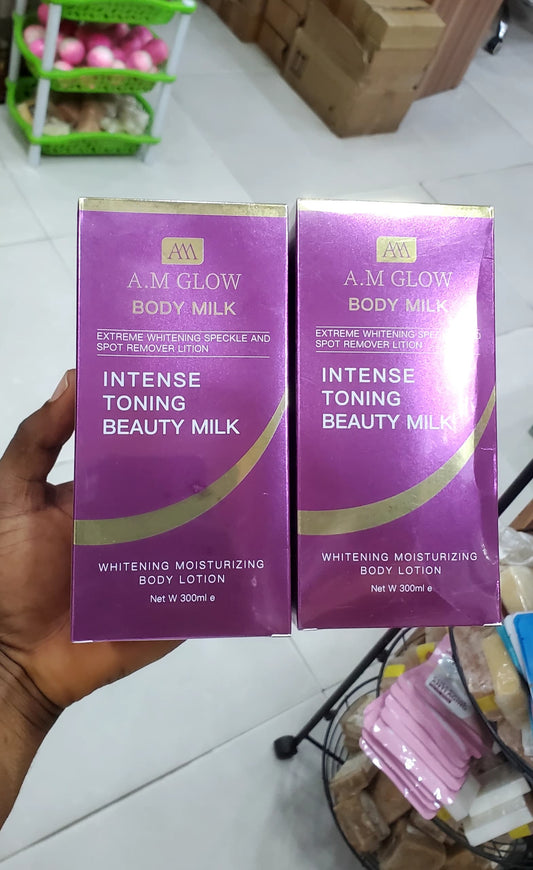 AM
A.M GLOW
BODY MILK
EXTREME WHITENING SPECKLE AND
SPOT REMOVER LITION
INTENSE
TONING
BEAUTY MILK
WHITENING MOISTURIZING
BODY LOTION
Net W 300ml e
AM
A.M GLOW
BODY MILK
EXTREME WHITENING
SPOT REMOVER LITION
INTENSE
TONING
BEAUTY MILK
WHITENING MOISTURIZING
BODY LOTION
Net W 300ml e